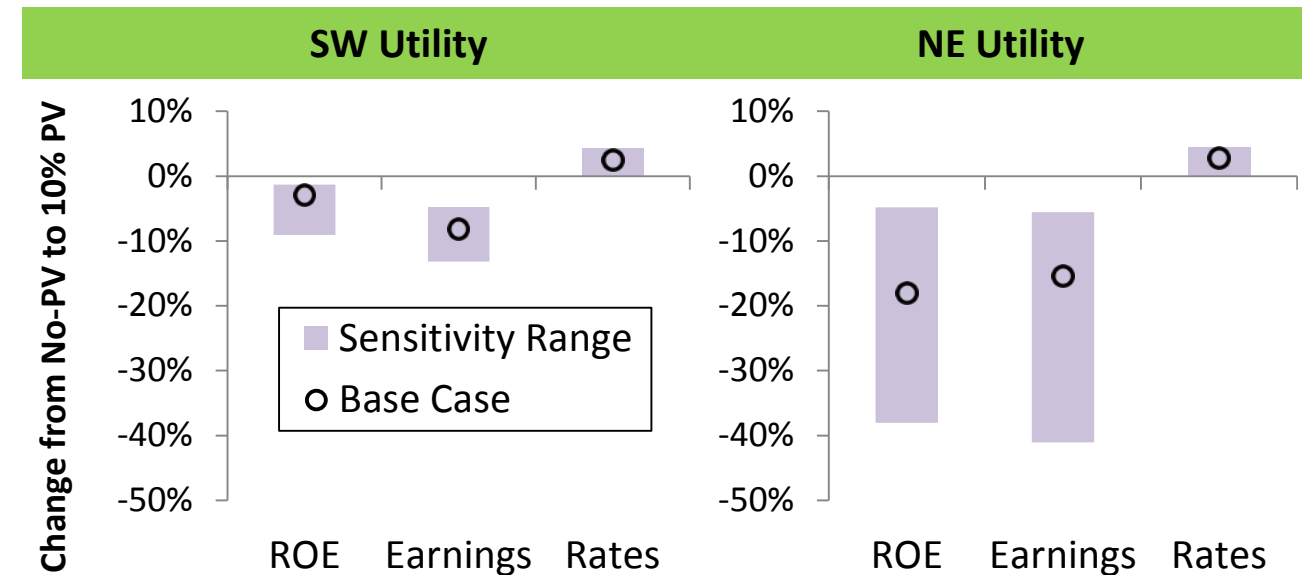 SW Utility
NE Utility
Change from No-PV to 10% PV
10%
0%
-10%
-20%
-30%
-40%
-50%
Sensitivity Range
Base Case
ROE Earnings Rates
10%
0%
-10%
-20%
-30%
-40%
-50%
ROE Earnings Rates